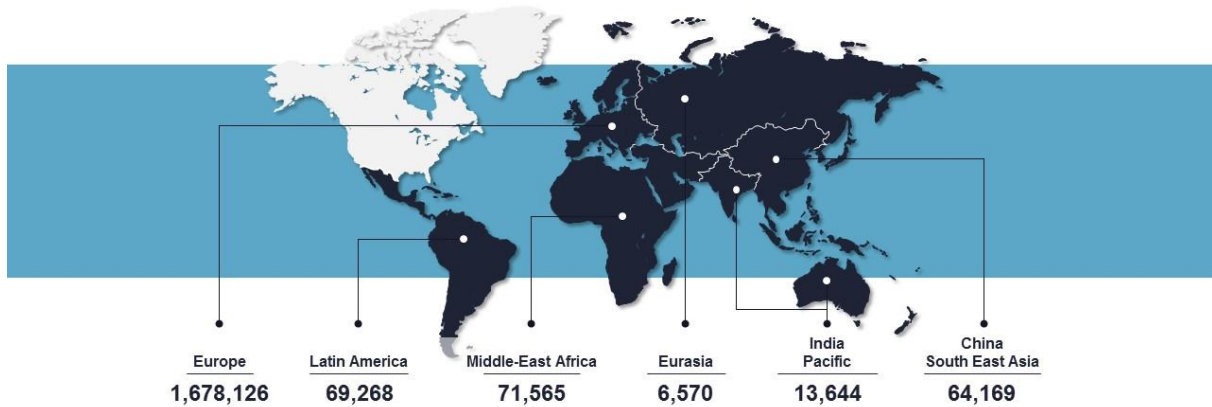 Europe
1,678,126
Latin America
69,268
Middle-East Africa
71,565
Eurasia
6,570
India
Pacific
13,644
China
South East Asia
64,169